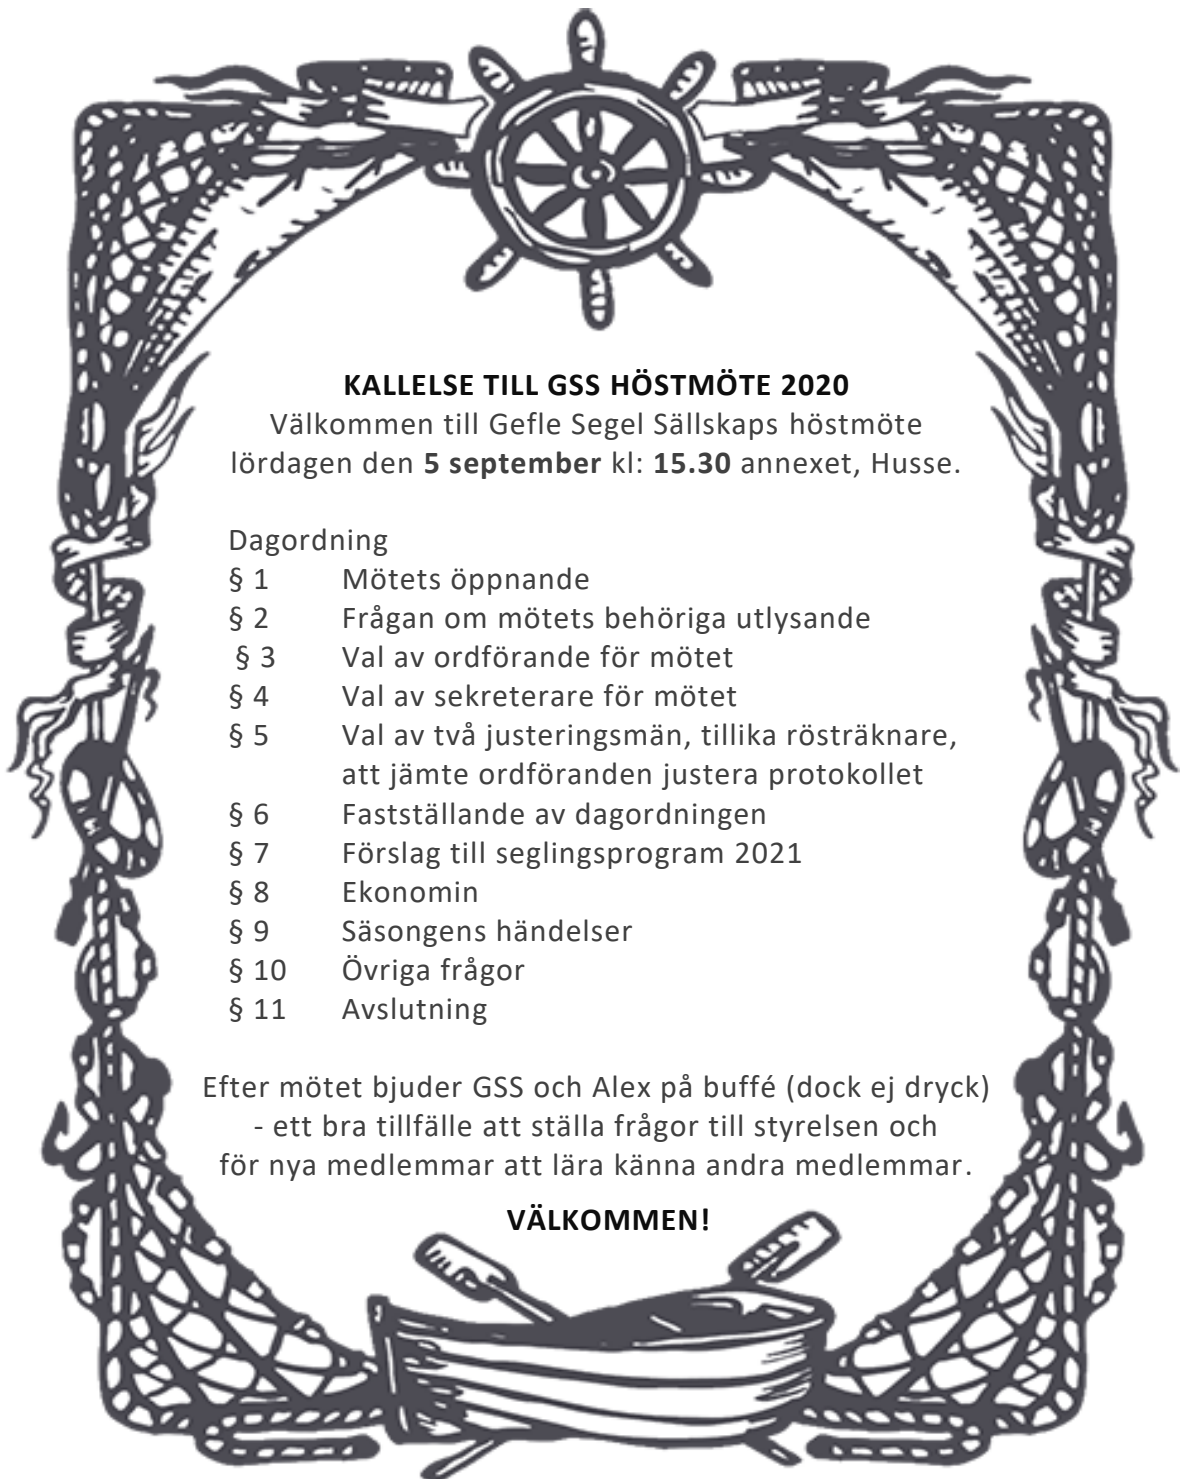 KALLELSE TILL GSS HÖSTMÖTE 2020
Välkommen till Gefle Segel Sällskaps höstmöte
lördagen den 5 september kl: 15.30 annexet, Husse.
Dagordning
§ 1 Mötets öppnande
§ 2 Frågan om mötets behöriga utlysande
§ 3 Val av ordförande för mötet
§ 4 Val av sekreterare för mötet
§ 5 Val av två justeringsmän, tillika rösträknare,
att jämte ordföranden justera protokollet
§ 6 Fastställande av dagordningen
§ 7 Förslag till seglingsprogram 2021
§ 8 Ekonomin
§ 9 Säsongens händelser
§ 10 Övriga frågor
§ 11 Avslutning
Efter mötet bjuder GSS och Alex på buffé (dock ej dryck)
- ett bra tillfälle att ställa frågor till styrelsen och
för nya medlemmar att lära känna andra medlemmar.
VÄLKOMMEN!